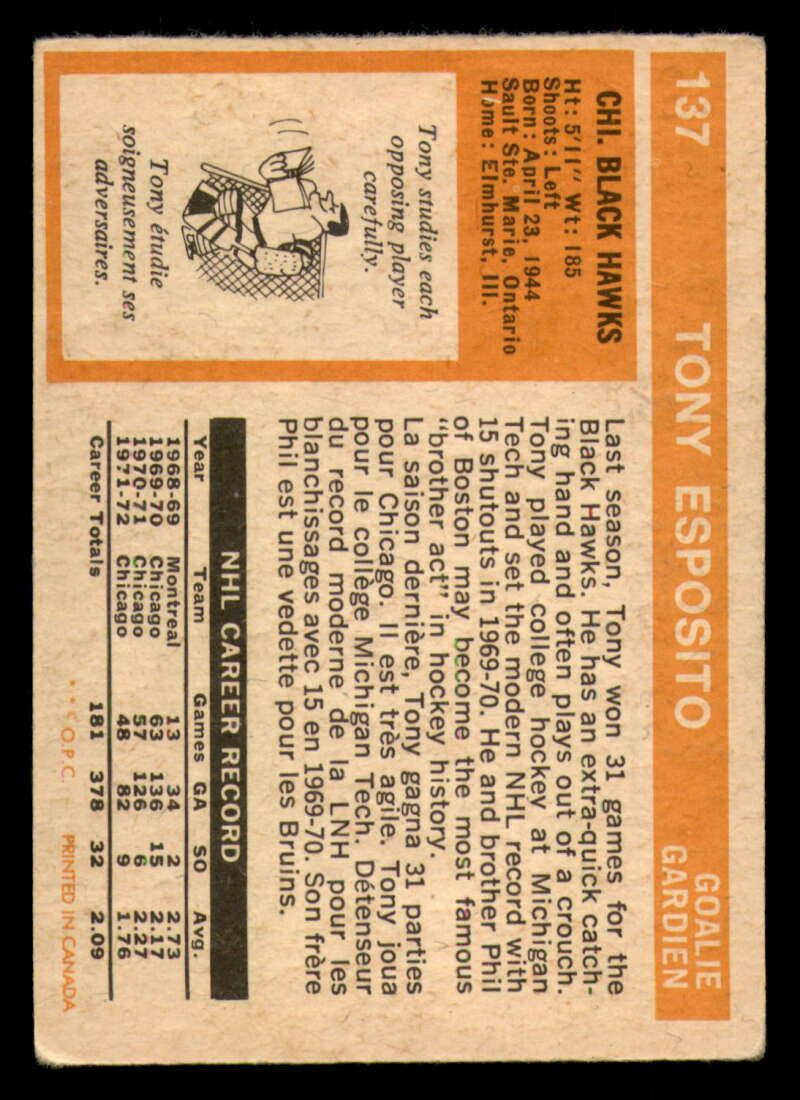 137 TONY ESPOSITO GOALIE
GARDIEN
CHI. BLACK HAWKS
Ht: 5'11" Wt: 185
Shoots: Left
Born: April 23, 1944
Sault Ste. Marie, Ontario
Home: Elmhurst, Ill.
Tony studies each
opposing player
carefully.
Tony étudie
soigneusement ses
adversaires.
Last season, Tony won 31 games for the
Black Hawks. He has an extra-quick catch-
ing hand and often plays out of a crouch.
Tony played college hockey at Michigan
Tech and set the modern NHL record with
15 shutouts in 1969-70. He and brother Phil
of Boston may become the most famous
"brother act" in hockey history.
La saison dernière, Tony gagna 31 parties
pour Chicago. Il est très agile. Tony joua
pour le collège Michigan Tech. Détenseur
du record moderne de la LNH pour les
blanchissages avec 15 en 1969-70. Son frère
Phil est une vedette pour les Bruins.
NHL CAREER RECORD
Year Team Games GA SO Avg.
1968-69 Montreal 13 34 2 2.73
1969-70 Chicago 63 136 15 2.17
1970-71 Chicago 57 126 6 2.27
1971-72 Chicago 48 82 9 1.76
Career Totals 181 378 32 2.09
* * © O.P.C. PRINTED IN CANADA